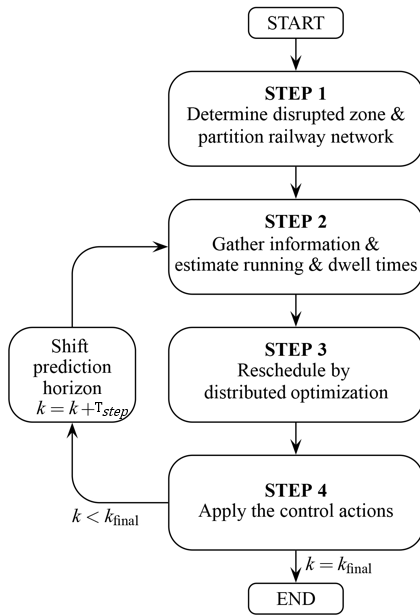 START
STEP 1
Determine disrupted zone &
partition railway network
STEP 2
Gather information &
estimate running & dwell times
STEP 3
Reschedule by
distributed optimization
Shift
prediction
horizon
k = k + T_step
STEP 4
Apply the control actions
k < k_final
k = k_final
END